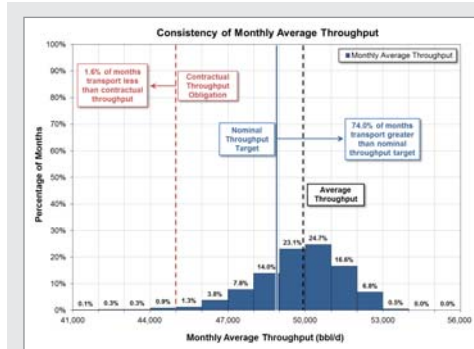 Consistency of Monthly Average Throughput
100%
90%
80%
70%
60%
50%
40%
30%
20%
10%
0%
Percentage of Months
Monthly Average Throughput
1.6% of months
transport less
than contractual
throughput
Contractual
Throughput
Obligation
Nominal
Throughput
Target
74.0% of months
transport greater
than nominal
throughput target
Average
Throughput
0.1%
0.3%
0.3%
0.9%
1.3%
3.8%
7.8%
14.0%
23.1%
24.7%
16.6%
6.8%
0.5%
0.0%
0.0%
41,000
44,000
47,000
50,000
53,000
56,000
Monthly Average Throughput (bbl/d)